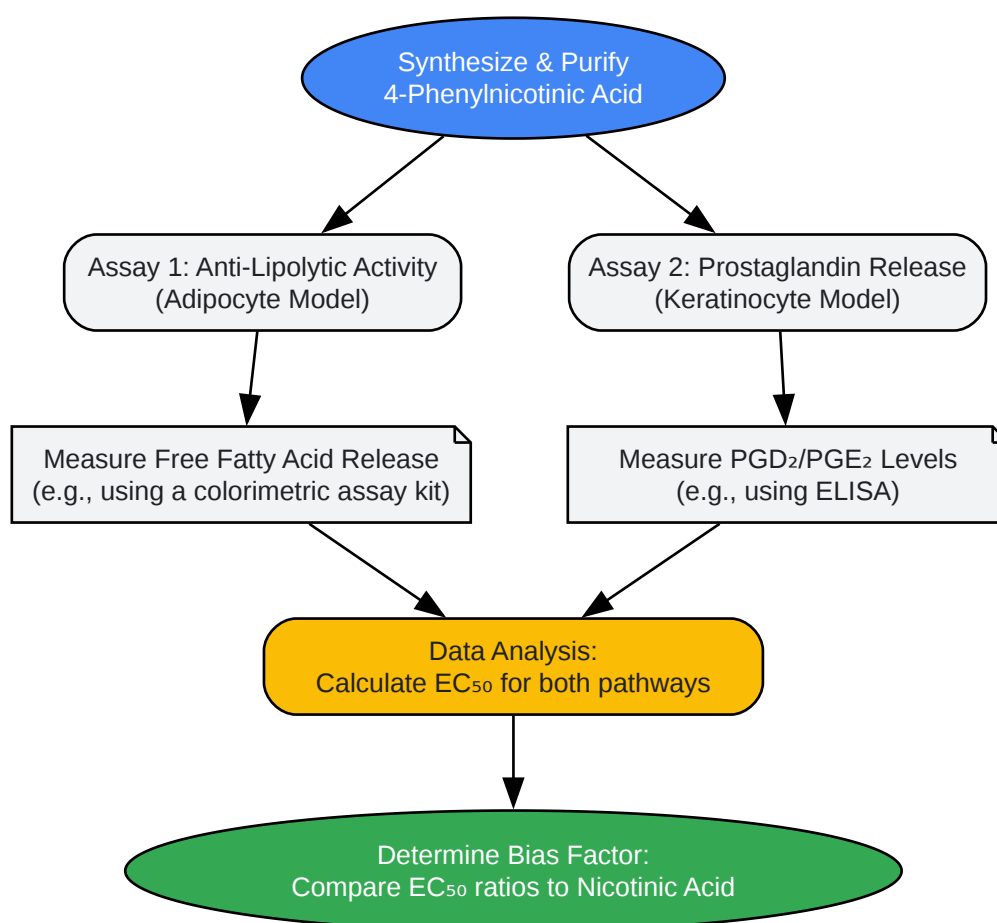 Synthesize & Purify
4-Phenylnicotinic Acid
Assay 1: Anti-Lipolytic Activity
(Adipocyte Model)
Assay 2: Prostaglandin Release
(Keratinocyte Model)
Measure Free Fatty Acid Release
(e.g., using a colorimetric assay kit)
Measure PGD₂/PGE₂ Levels
(e.g., using ELISA)
Data Analysis:
Calculate EC₅₀ for both pathways
Determine Bias Factor:
Compare EC₅₀ ratios to Nicotinic Acid